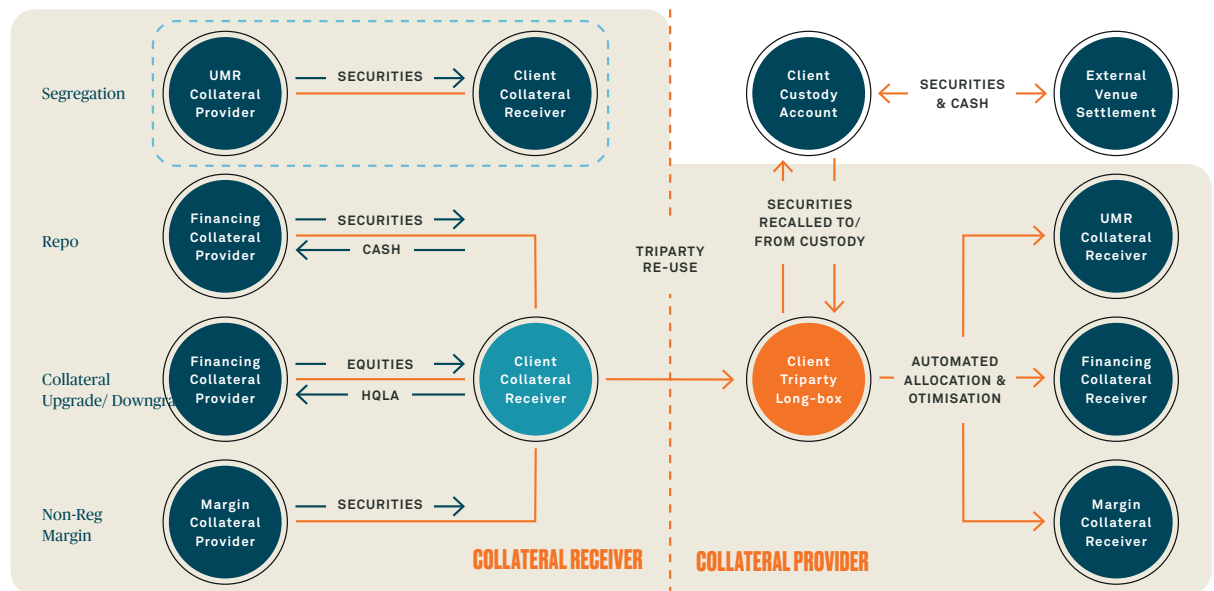 Segregation
UMR
Collateral
Provider
SECURITIES
Client
Collateral
Receiver
Client
Custody
Account
SECURITIES
& CASH
External
Venue
Settlement
Repo
Financing
Collateral
Provider
SECURITIES
CASH
TRIPARTY
RE-USE
SECURITIES
RECALLED TO/
FROM CUSTODY
UMR
Collateral
Receiver
Collateral
Upgrade/ Downgra
Financing
Collateral
Provider
EQUITIES
HQLA
Client
Collateral
Receiver
Client
Triparty
Long-box
AUTOMATED
ALLOCATION &
OTIMISATION
Financing
Collateral
Receiver
Non-Reg
Margin
Margin
Collateral
Provider
SECURITIES
Margin
Collateral
Receiver
COLLATERAL RECEIVER
COLLATERAL PROVIDER